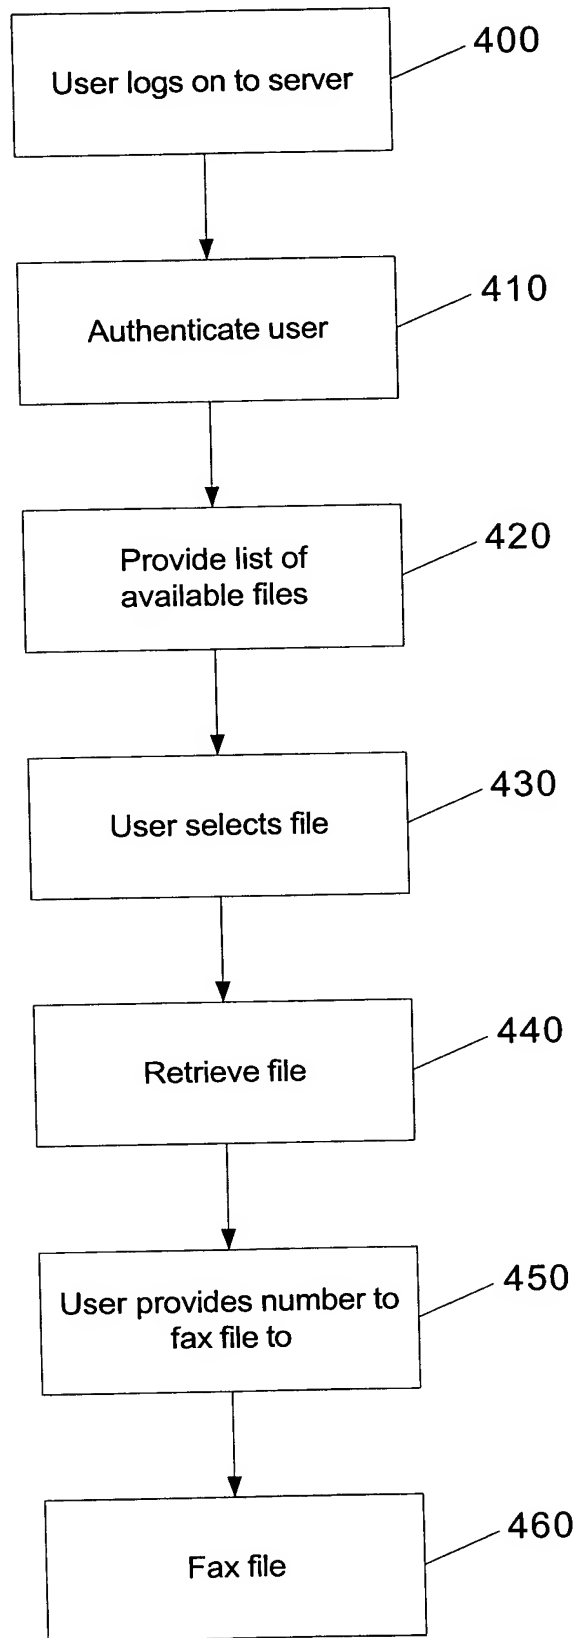 User logs on to server
400
Authenticate user
410
Provide list of
available files
420
User selects file
430
Retrieve file
440
User provides number to
fax file to
450
Fax file
460